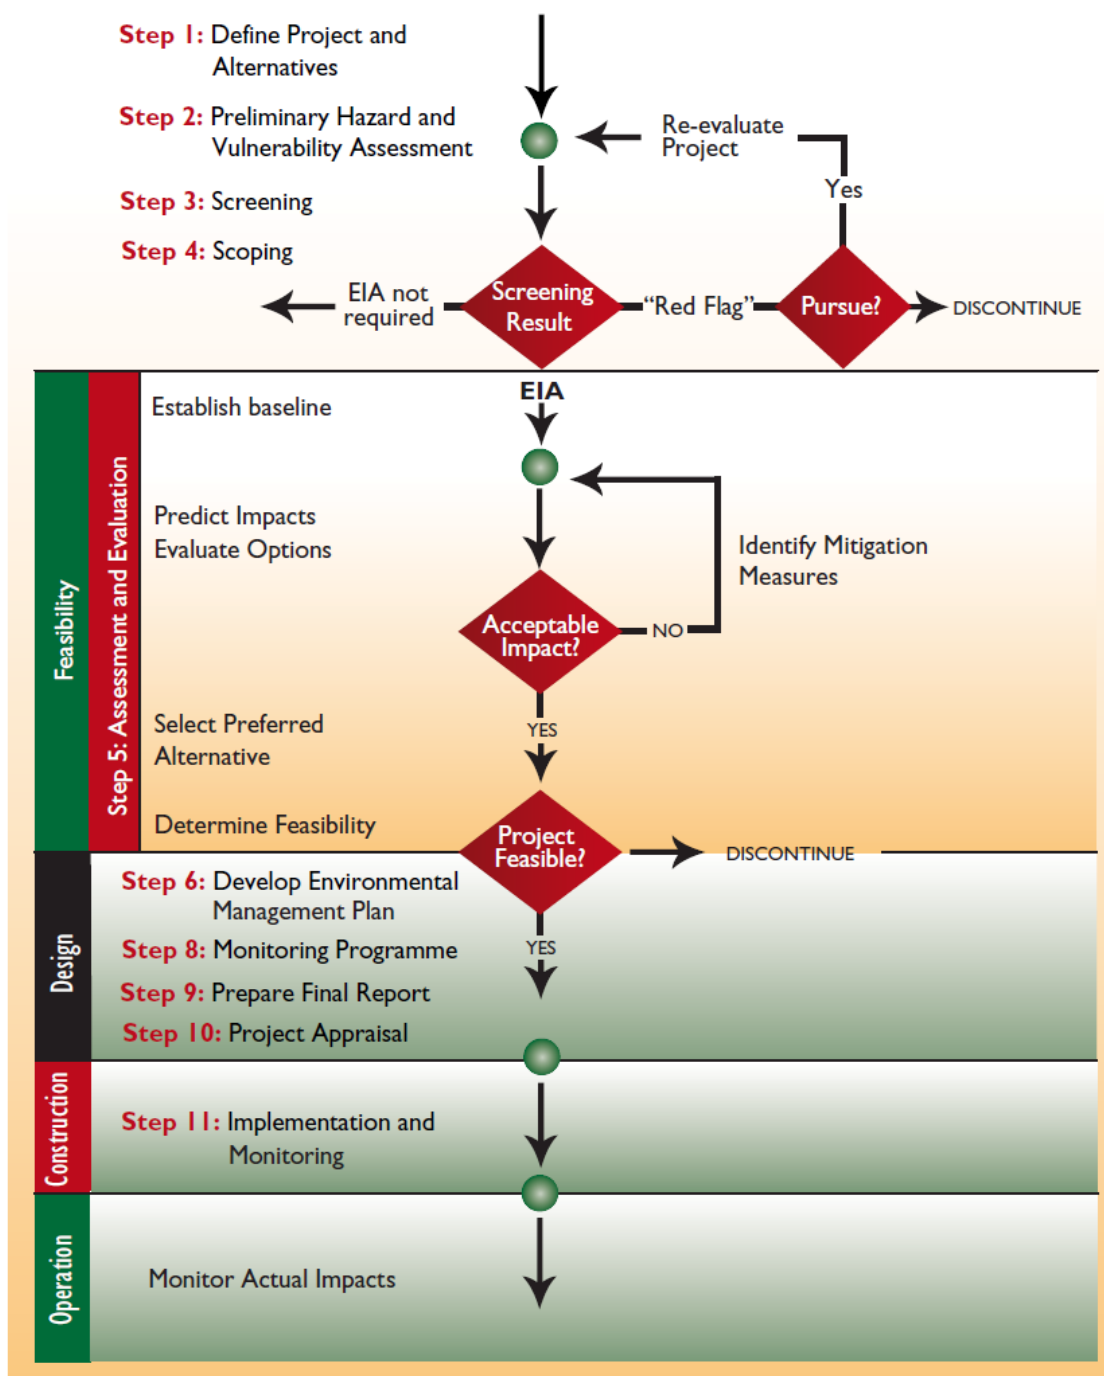 Step 1: Define Project and
Alternatives
Step 2: Preliminary Hazard and
Vulnerability Assessment
Re-evaluate
Project
Yes
Step 3: Screening
Step 4: Scoping
EIA not
required
Screening
Result
“Red Flag”
Pursue?
DISCONTINUE
Feasibility
Step 5: Assessment and Evaluation
EIA
Establish baseline
Predict Impacts
Evaluate Options
Identify Mitigation
Measures
Acceptable
Impact?
NO
YES
Select Preferred
Alternative
Determine Feasibility
Project
Feasible?
DISCONTINUE
Design
Step 6: Develop Environmental
Management Plan
Step 8: Monitoring Programme
YES
Step 9: Prepare Final Report
Step 10: Project Appraisal
Construction
Step 11: Implementation and
Monitoring
Operation
Monitor Actual Impacts